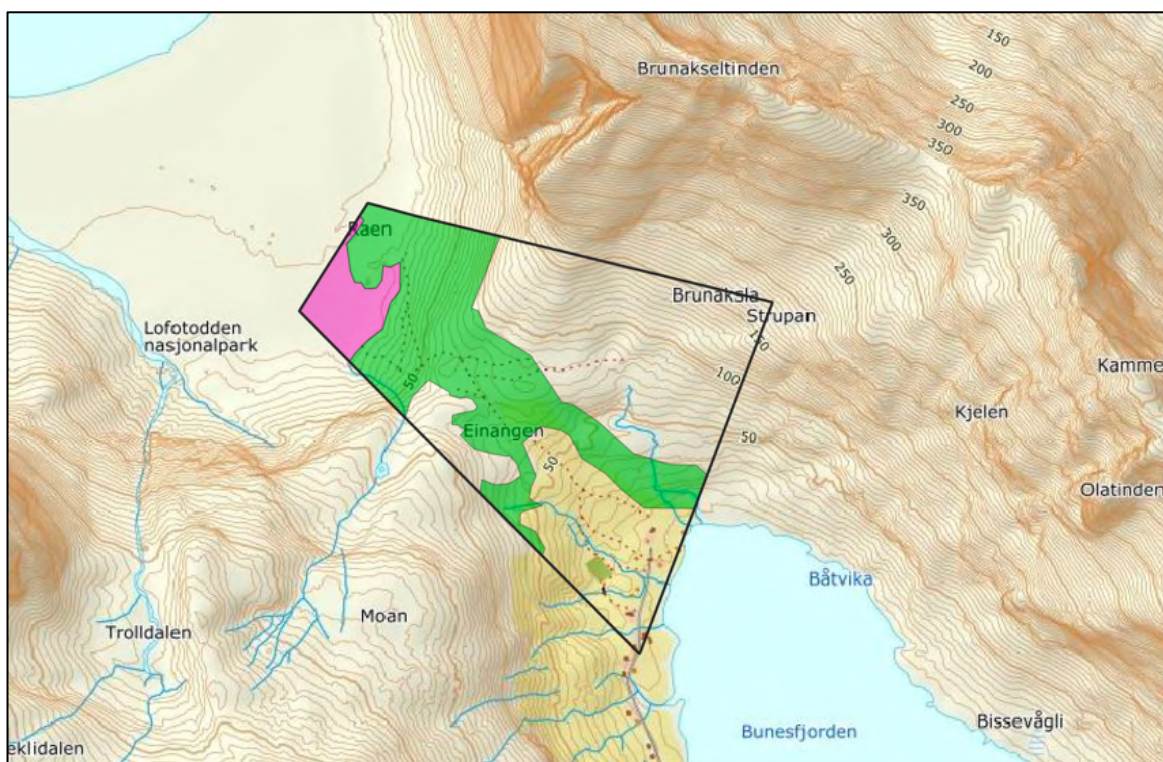 150
Brunakseltinden
200
250
300
350
350
Raen
300
250
Brunaksla
Strupan
Lofotodden
nasjonalpark
150
Kamme
100
50
Kjelen
Einangen
50
50
Olatinden
Båtvika
Moan
Trolldalen
Bissevågli
Bunesfjorden
eklidalen